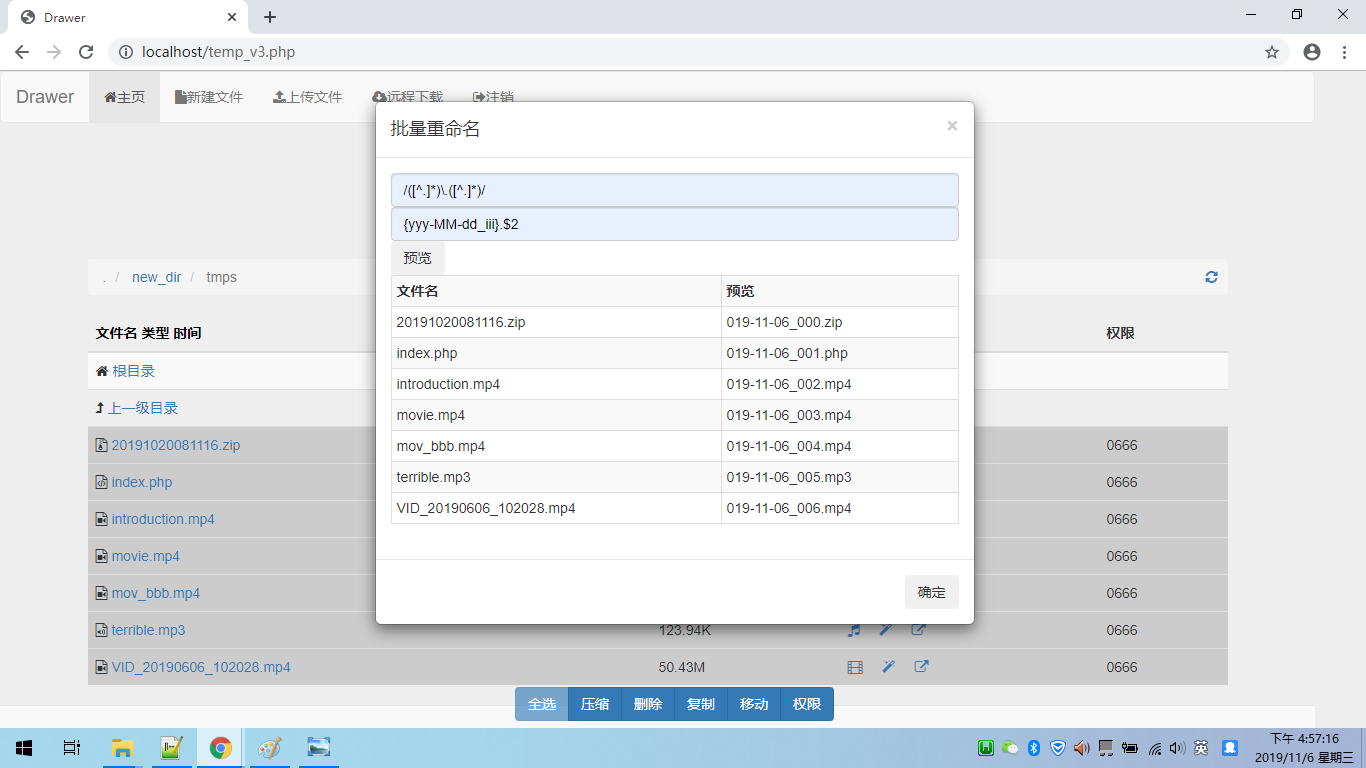 Drawer
localhost/temp_v3.php
Drawer 主页 新建文件 上传文件 远程下载 注销
批量重命名 ×
/([^.]*)\.([^.]*)/
{yyy-MM-dd_iii}.$2
预览
. / new_dir / tmps
文件名 预览
20191020081116.zip 019-11-06_000.zip
index.php 019-11-06_001.php
introduction.mp4 019-11-06_002.mp4
movie.mp4 019-11-06_003.mp4
mov_bbb.mp4 019-11-06_004.mp4
terrible.mp3 019-11-06_005.mp3
VID_20190606_102028.mp4 019-11-06_006.mp4
确定
文件名 类型 时间 权限
根目录
上一级目录
20191020081116.zip 0666
index.php 0666
introduction.mp4 0666
movie.mp4 0666
mov_bbb.mp4 0666
terrible.mp3 123.94K 0666
VID_20190606_102028.mp4 50.43M 0666
全选 压缩 删除 复制 移动 权限
英
下午 4:57:16
2019/11/6 星期三